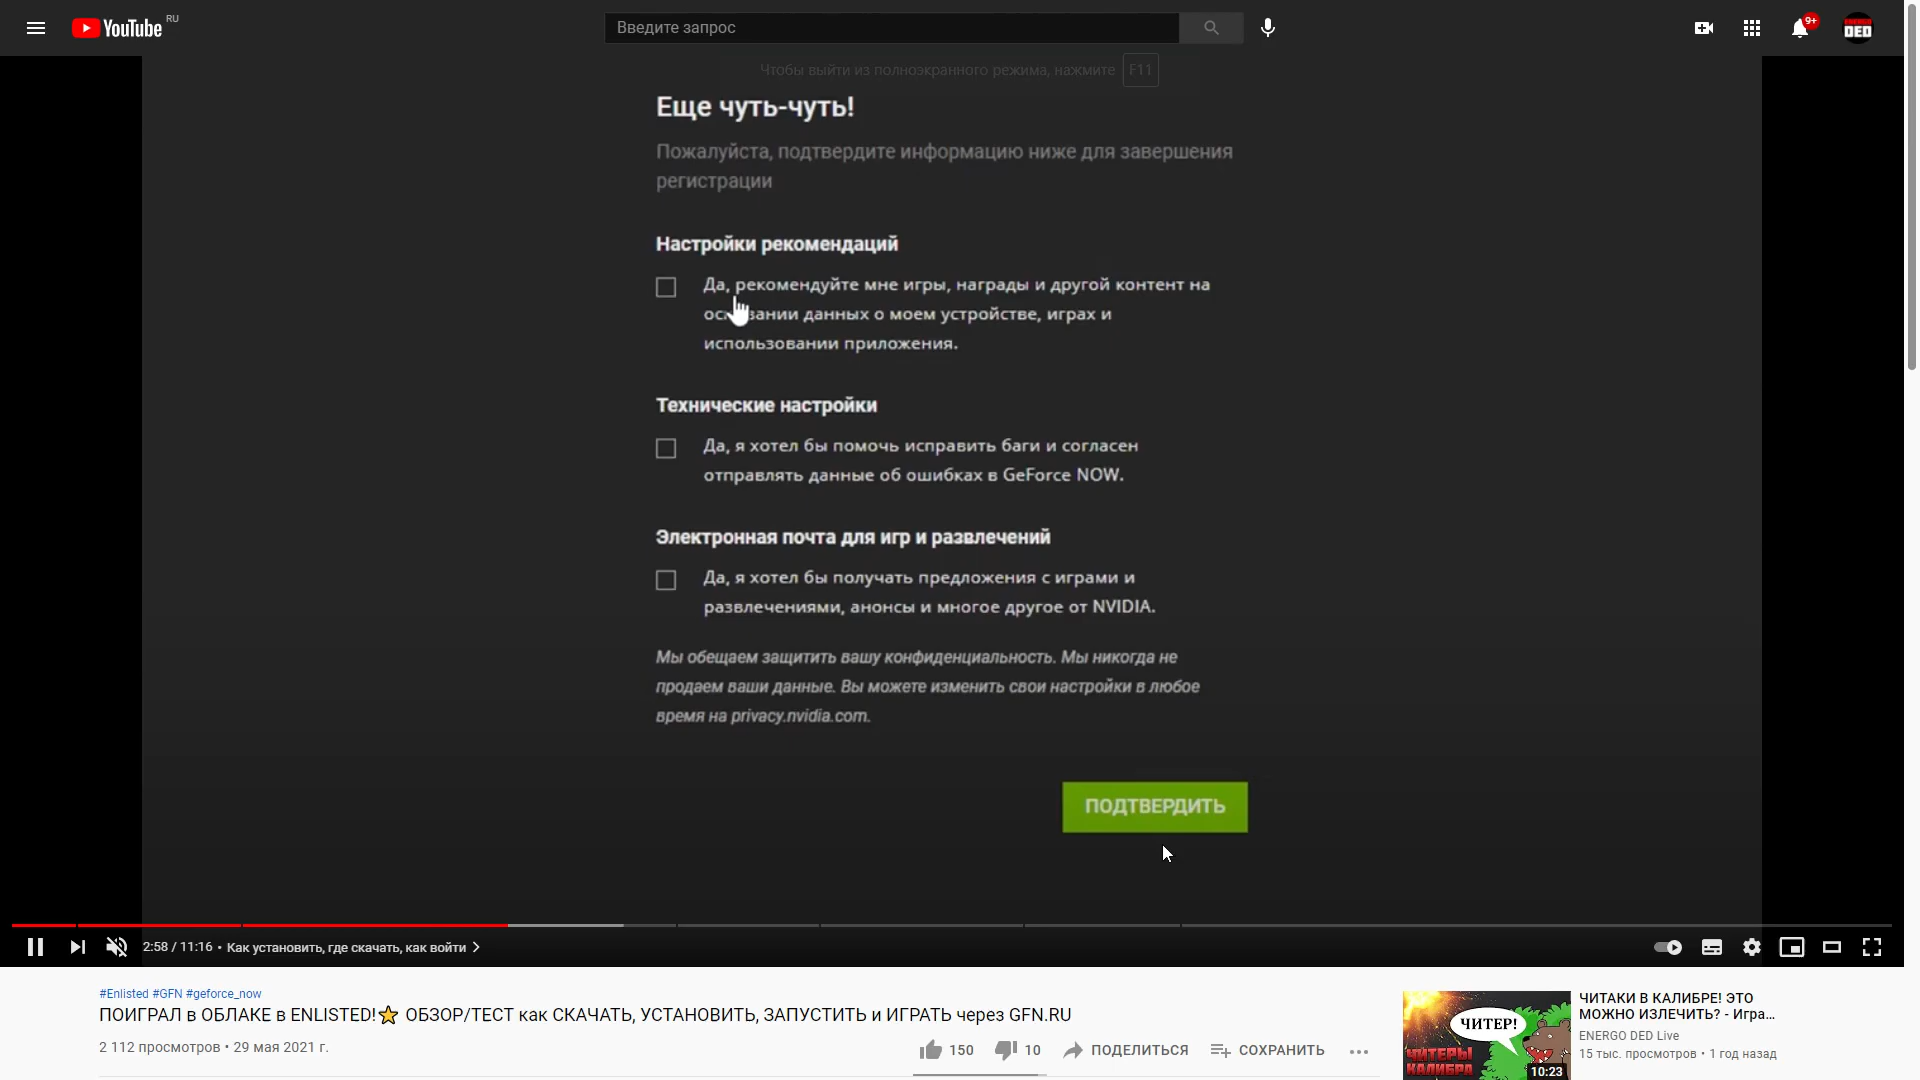 YouTube RU
Введите запрос
9+
ENERGO
DED
Чтобы выйти из полноэкранного режима, нажмите F11
Еще чуть-чуть!
Пожалуйста, подтвердите информацию ниже для завершения
регистрации
Настройки рекомендаций
Да, рекомендуйте мне игры, награды и другой контент на
основании данных о моем устройстве, играх и
использовании приложения.
Технические настройки
Да, я хотел бы помочь исправить баги и согласен
отправлять данные об ошибках в GeForce NOW.
Электронная почта для игр и развлечений
Да, я хотел бы получать предложения с играми и
развлечениями, анонсы и многое другое от NVIDIA.
Мы обещаем защитить вашу конфиденциальность. Мы никогда не
продаем ваши данные. Вы можете изменить свои настройки в любое
время на privacy.nvidia.com.
ПОДТВЕРДИТЬ
2:58 / 11:16 • Как установить, где скачать, как войти
#Enlisted #GFN #geforce_now
ПОИГРАЛ в ОБЛАКЕ в ENLISTED!⭐ ОБЗОР/ТЕСТ как СКАЧАТЬ, УСТАНОВИТЬ, ЗАПУСТИТЬ и ИГРАТЬ через GFN.RU
2 112 просмотров • 29 мая 2021 г.
150
10
ПОДЕЛИТЬСЯ
СОХРАНИТЬ
ЧИТЕР!
ЧИТЕРЫ
КАЛИБРА
10:23
ЧИТАКИ В КАЛИБРЕ! ЭТО
МОЖНО ИЗЛЕЧИТЬ? - Игра...
ENERGO DED Live
15 тыс. просмотров • 1 год назад